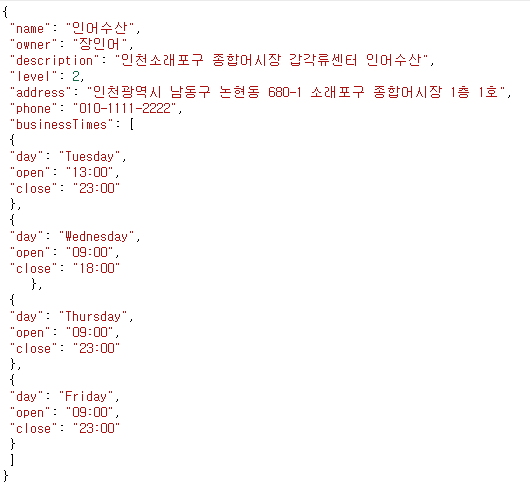 {
"name": "인어수산",
"owner": "장인어",
"description": "인천소래포구 종합어시장 갑각류센터 인어수산",
"level": 2,
"address": "인천광역시 남동구 논현동 680-1 소래포구 종합어시장 1층 1호",
"phone": "010-1111-2222",
"businessTimes": [
{
"day": "Tuesday",
"open": "13:00",
"close": "23:00"
},
{
"day": "Wednesday",
"open": "09:00",
"close": "18:00"
},
{
"day": "Thursday",
"open": "09:00",
"close": "23:00"
},
{
"day": "Friday",
"open": "09:00",
"close": "23:00"
}
]
}